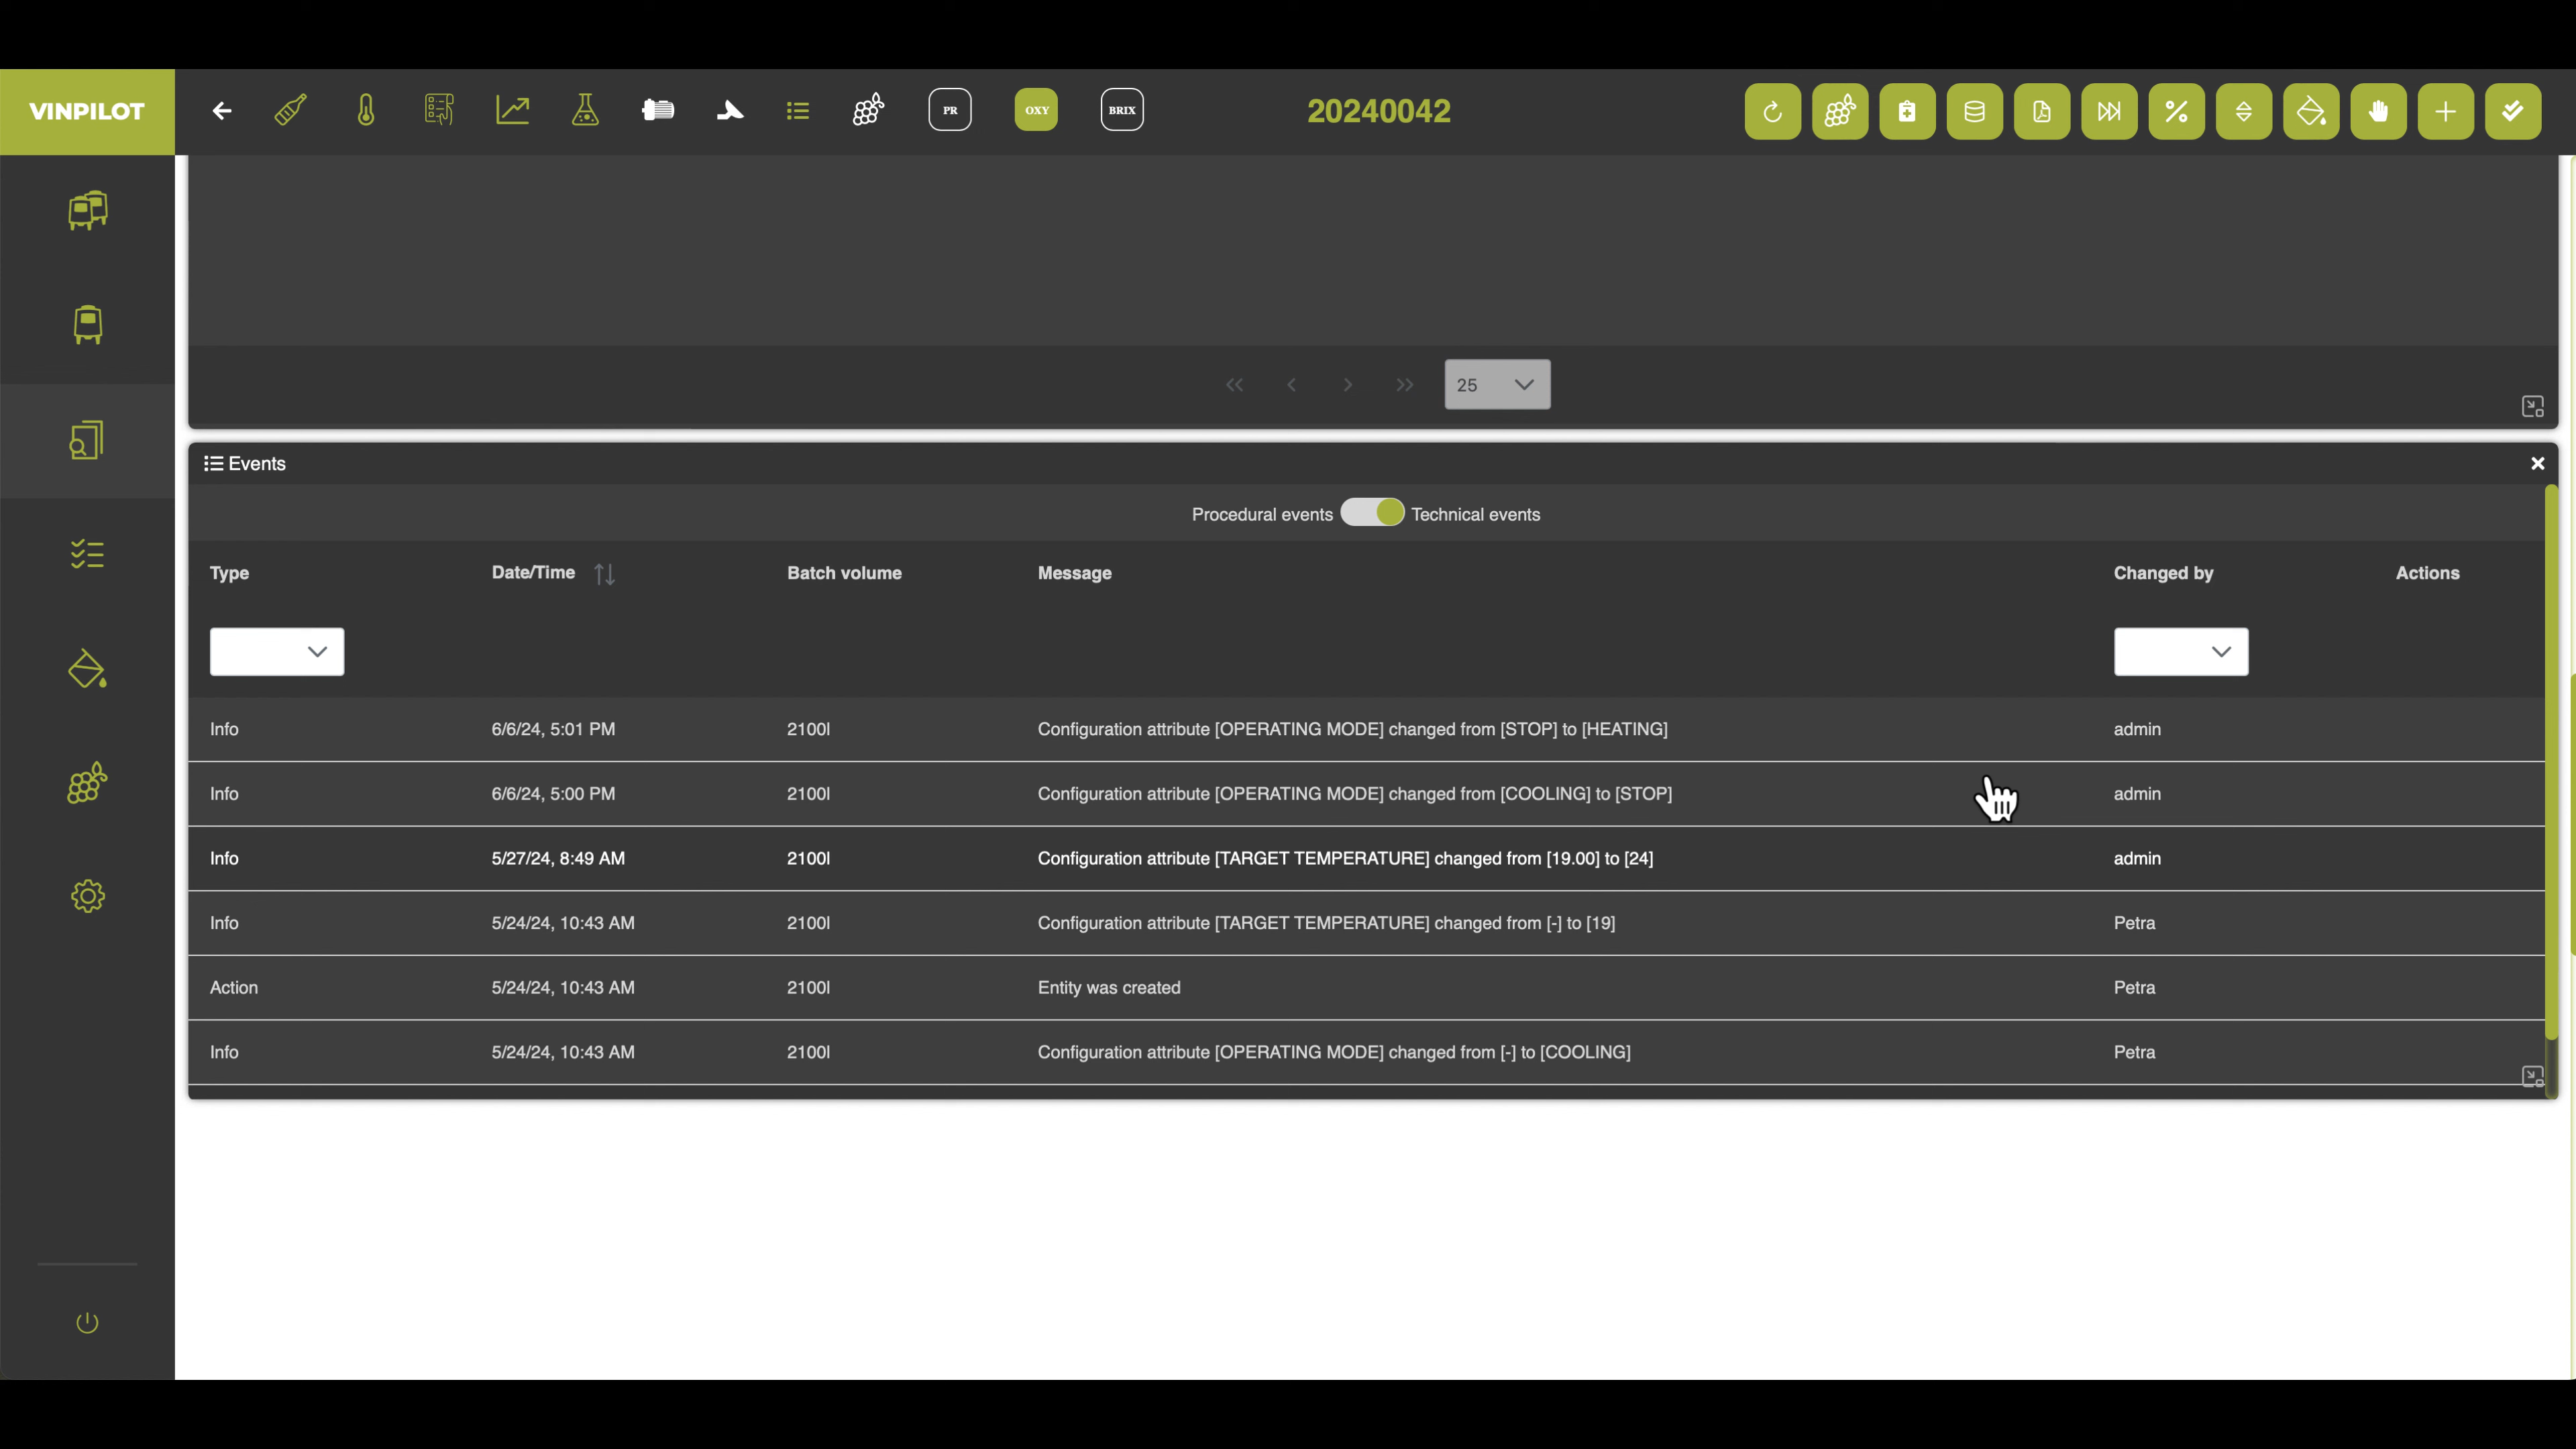 VINPILOT
PR
OXY
BRIX
20240042
25
Events
Procedural events Technical events
Type Date/Time Batch volume Message Changed by Actions
Info 6/6/24, 5:01 PM 2100l Configuration attribute [OPERATING MODE] changed from [STOP] to [HEATING] admin
Info 6/6/24, 5:00 PM 2100l Configuration attribute [OPERATING MODE] changed from [COOLING] to [STOP] admin
Info 5/27/24, 8:49 AM 2100l Configuration attribute [TARGET TEMPERATURE] changed from [19.00] to [24] admin
Info 5/24/24, 10:43 AM 2100l Configuration attribute [TARGET TEMPERATURE] changed from [-] to [19] Petra
Action 5/24/24, 10:43 AM 2100l Entity was created Petra
Info 5/24/24, 10:43 AM 2100l Configuration attribute [OPERATING MODE] changed from [-] to [COOLING] Petra